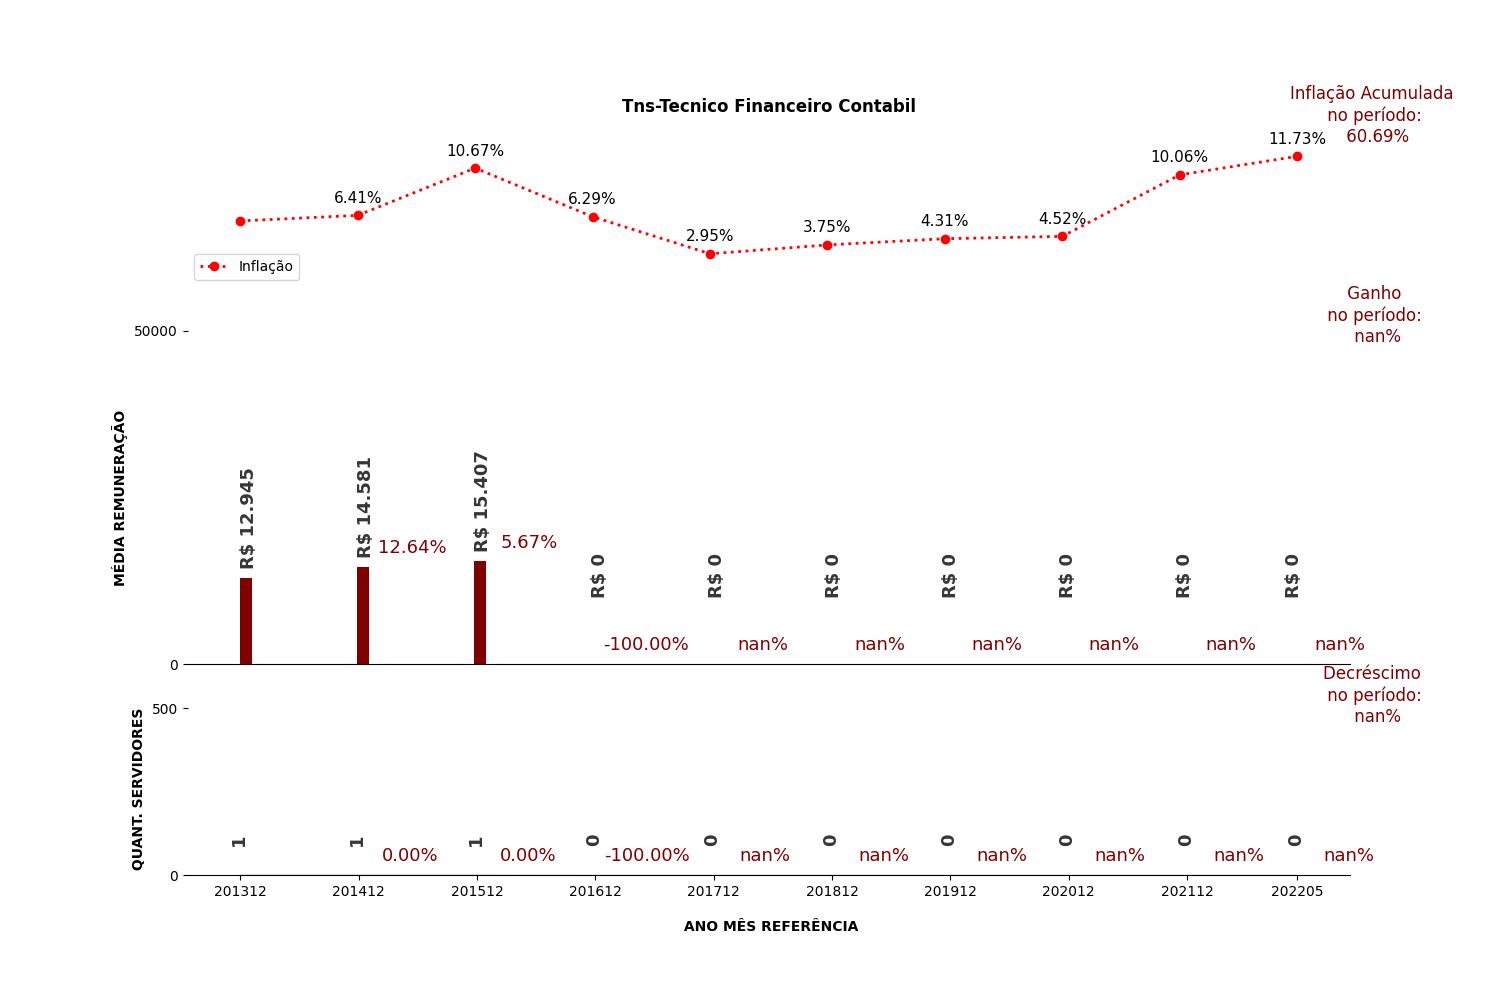 Tns-Tecnico Financeiro Contabil
Inflação Acumulada
no período:
60.69%
6.41%
10.67%
6.29%
2.95%
3.75%
4.31%
4.52%
10.06%
11.73%
Inflação
Ganho
no período:
nan%
50000
0
MÉDIA REMUNERAÇÃO
R$ 12.945
R$ 14.581
R$ 15.407
R$ 0
R$ 0
R$ 0
R$ 0
R$ 0
R$ 0
R$ 0
12.64%
5.67%
-100.00%
nan%
nan%
nan%
nan%
nan%
nan%
Decréscimo
no período:
nan%
500
0
QUANT. SERVIDORES
1
1
1
0
0
0
0
0
0
0
0.00%
0.00%
-100.00%
nan%
nan%
nan%
nan%
nan%
nan%
201312
201412
201512
201612
201712
201812
201912
202012
202112
202205
ANO MÊS REFERÊNCIA